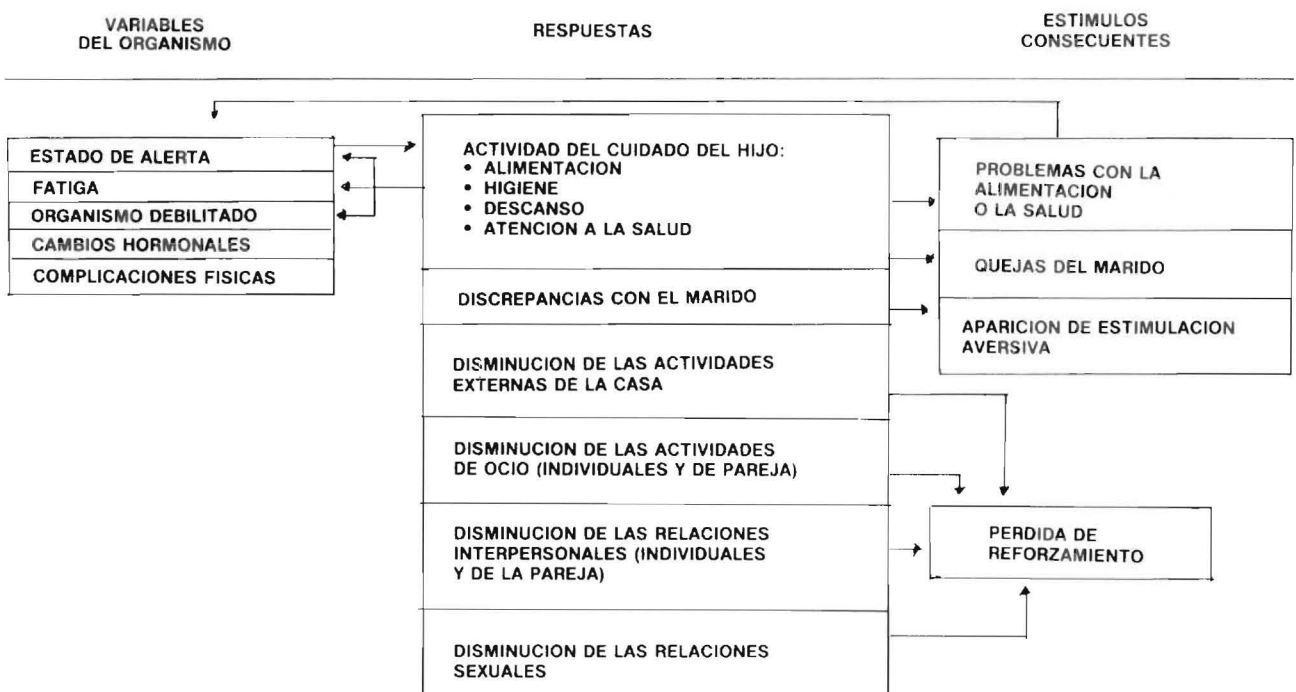 VARIABLES
DEL ORGANISMO
RESPUESTAS
ESTIMULOS
CONSECUENTES
ESTADO DE ALERTA
FATIGA
ORGANISMO DEBILITADO
CAMBIOS HORMONALES
COMPLICACIONES FISICAS
ACTIVIDAD DEL CUIDADO DEL HIJO:
• ALIMENTACION
• HIGIENE
• DESCANSO
• ATENCION A LA SALUD
DISCREPANCIAS CON EL MARIDO
DISMINUCION DE LAS ACTIVIDADES
EXTERNAS DE LA CASA
DISMINUCION DE LAS ACTIVIDADES
DE OCIO (INDIVIDUALES Y DE PAREJA)
DISMINUCION DE LAS RELACIONES
INTERPERSONALES (INDIVIDUALES
Y DE LA PAREJA)
DISMINUCION DE LAS RELACIONES
SEXUALES
PROBLEMAS CON LA
ALIMENTACION
O LA SALUD
QUEJAS DEL MARIDO
APARICION DE ESTIMULACION
AVERSIVA
PERDIDA DE
REFORZAMIENTO